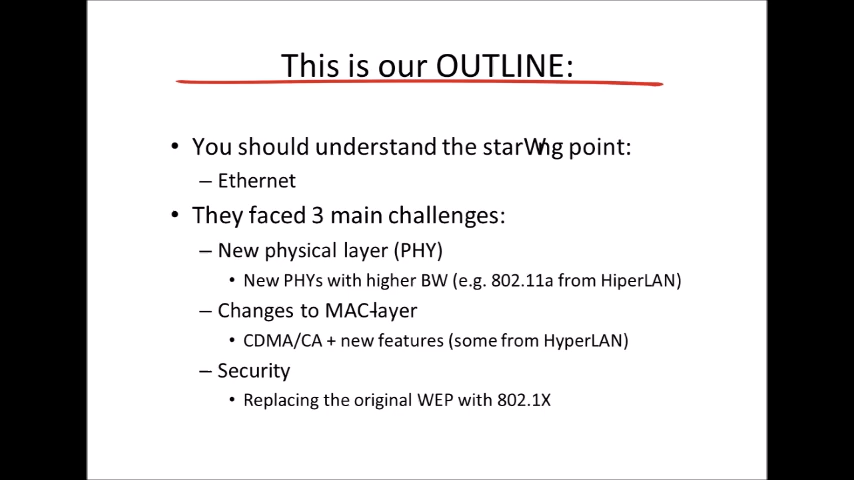 This is our OUTLINE:
• You should understand the starWng point:
– Ethernet
• They faced 3 main challenges:
– New physical layer (PHY)
• New PHYs with higher BW (e.g. 802.11a from HiperLAN)
– Changes to MAC-layer
• CDMA/CA + new features (some from HyperLAN)
– Security
• Replacing the original WEP with 802.1X